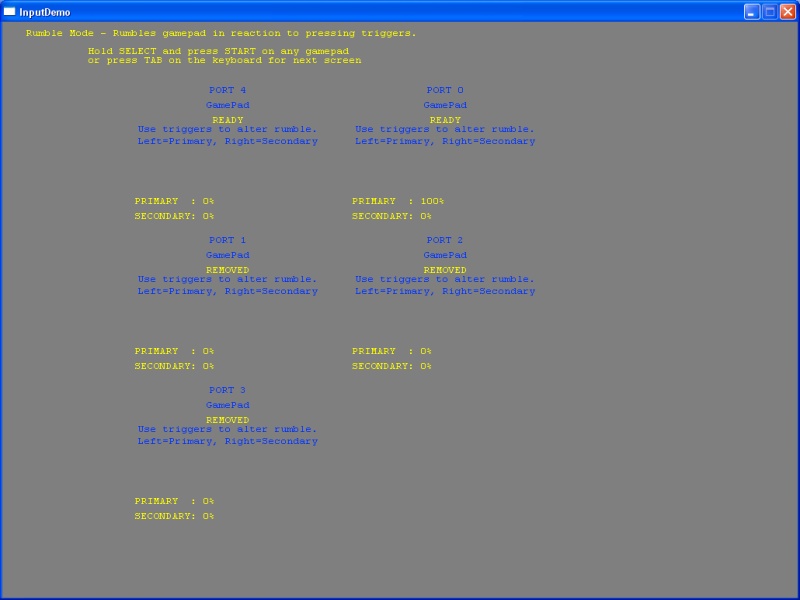 InputDemo
Rumble Mode - Rumbles gamepad in reaction to pressing triggers.
Hold SELECT and press START on any gamepad
or press TAB on the keyboard for next screen
PORT 4
GamePad
READY
Use triggers to alter rumble.
Left=Primary, Right=Secondary
PRIMARY  : 0%
SECONDARY: 0%
PORT 0
GamePad
READY
Use triggers to alter rumble.
Left=Primary, Right=Secondary
PRIMARY  : 100%
SECONDARY: 0%
PORT 1
GamePad
REMOVED
Use triggers to alter rumble.
Left=Primary, Right=Secondary
PRIMARY  : 0%
SECONDARY: 0%
PORT 2
GamePad
REMOVED
Use triggers to alter rumble.
Left=Primary, Right=Secondary
PRIMARY  : 0%
SECONDARY: 0%
PORT 3
GamePad
REMOVED
Use triggers to alter rumble.
Left=Primary, Right=Secondary
PRIMARY  : 0%
SECONDARY: 0%